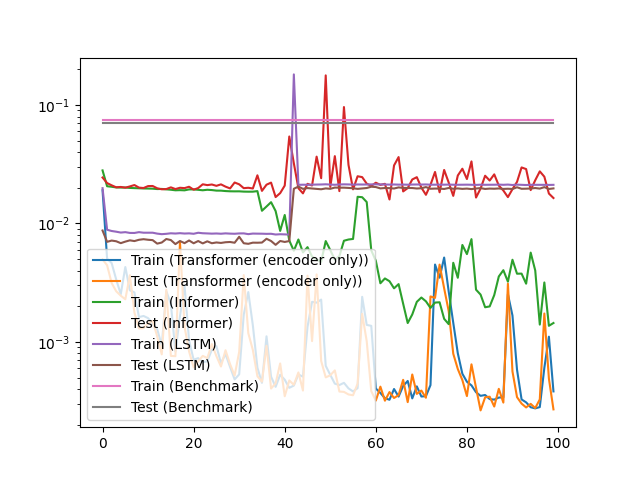 10⁻¹
10⁻²
10⁻³
Train (Transformer (encoder only))
Test (Transformer (encoder only))
Train (Informer)
Test (Informer)
Train (LSTM)
Test (LSTM)
Train (Benchmark)
Test (Benchmark)
0 20 40 60 80 100